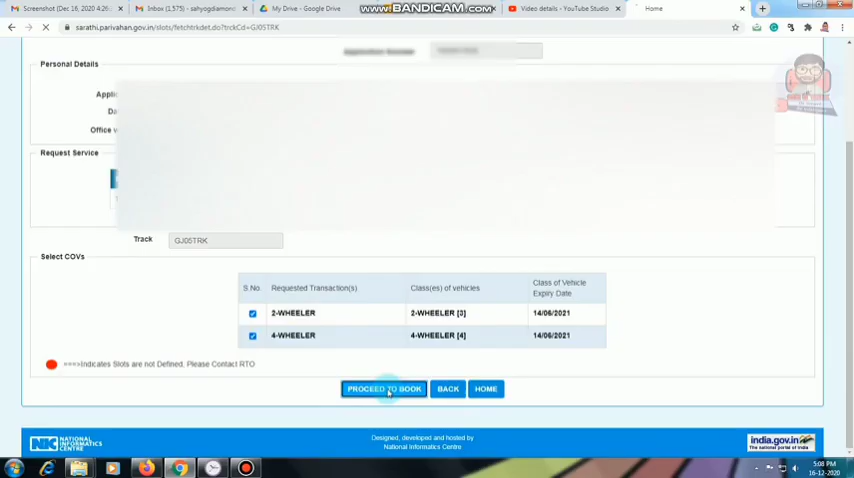 Screenshot (Dec 16, 2020 4:26:
Inbox (1,575) - sahyogdiamond
My Drive - Google Drive
WWW.BANDICAM.COM
Video details - YouTube Studio
Home
sarathi.parivahan.gov.in/slots/fetchtrkdet.do?trckCd=GJ05TRK
Personal Details
Applic
Da
Office
Request Service
Track GJ05TRK
Select COVs
S.No. Requested Transaction(s) Class(es) of vehicles Class of Vehicle
Expiry Date
2-WHEELER 2-WHEELER [3] 14/06/2021
4-WHEELER 4-WHEELER [4] 14/06/2021
===>Indicates Slots are not Defined, Please Contact RTO
PROCEED TO BOOK BACK HOME
NIC NATIONAL
INFORMATICS
CENTRE
Designed, developed and hosted by
National Informatics Centre
india.gov.in
The national portal of India
5:08 PM
16-12-2020